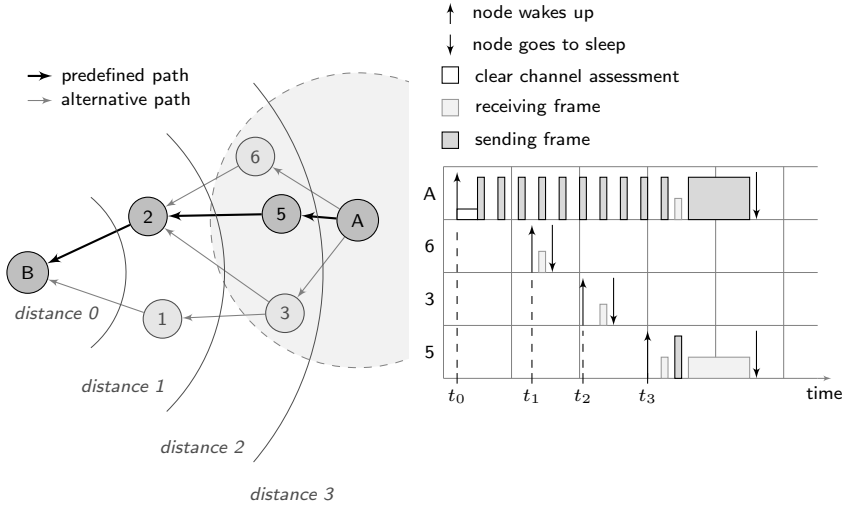 predefined path
alternative path
6
2
5
A
B
1
3
distance 0
distance 1
distance 2
distance 3
node wakes up
node goes to sleep
clear channel assessment
receiving frame
sending frame
A
6
3
5
t0
t1
t2
t3
time